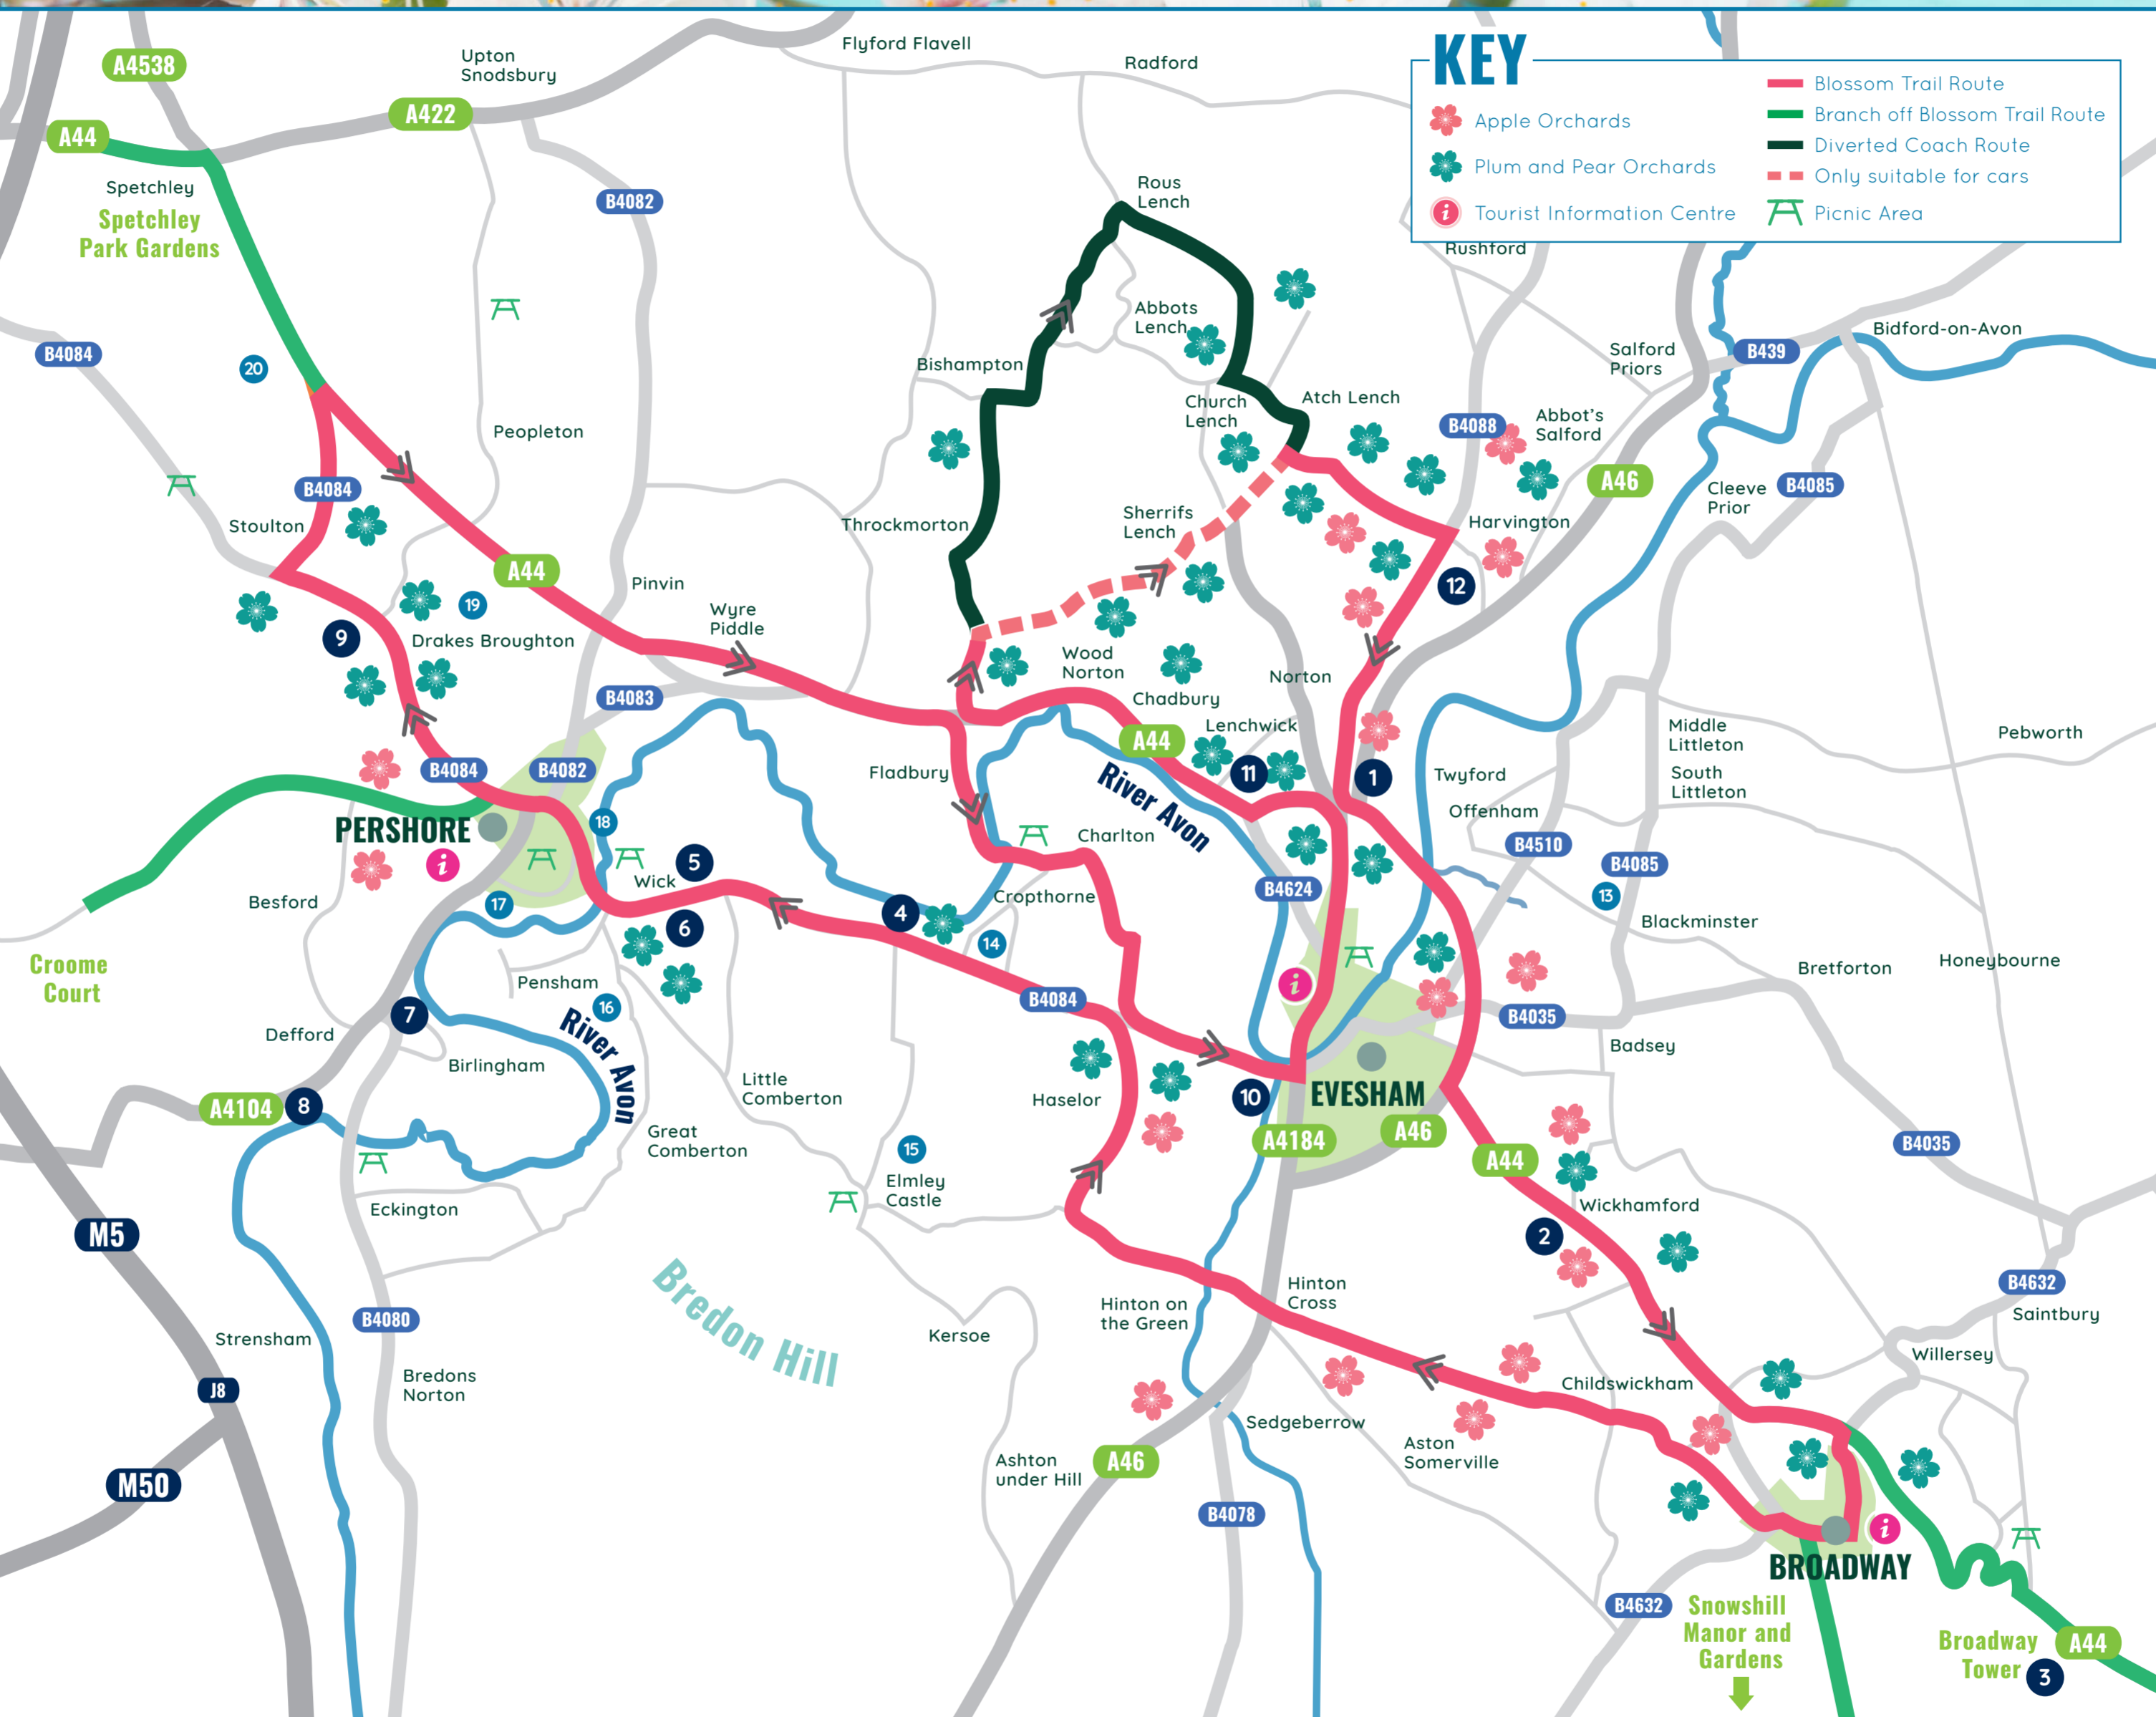 KEY
Apple Orchards
Plum and Pear Orchards
Tourist Information Centre
Blossom Trail Route
Branch off Blossom Trail Route
Diverted Coach Route
Only suitable for cars
Picnic Area
A4538
Upton
Snodsbury
Flyford Flavell
Radford
A422
A44
Spetchley
Spetchley
Park Gardens
B4082
Rous
Lench
Rushford
Abbots
Lench
Bidford-on-Avon
B439
Salford
Priors
B4084
20
Bishampton
Church
Lench
Atch Lench
B4088
Abbot's
Salford
A46
Cleeve
Prior
B4085
Peopleton
B4084
Stoulton
Throckmorton
Sherrifs
Lench
Harvington
12
A44
Pinvin
19
9
Drakes Broughton
Wyre
Piddle
Wood
Norton
Norton
Chadbury
B4083
Lenchwick
A44
Middle
Littleton
South
Littleton
Pebworth
Fladbury
River Avon
11
1
Twyford
Offenham
B4084
B4082
PERSHORE
18
Charlton
B4510
B4085
5
Wick
Besford
17
4
Cropthorne
B4624
13
Blackminster
6
14
Croome
Court
Pensham
16
River Avon
B4084
Bretforton
Honeybourne
7
B4035
Defford
Birlingham
Badsey
A4104
8
Little
Comberton
Haselor
10
EVESHAM
A4184
A46
A44
B4035
Great
Comberton
15
Elmley
Castle
Eckington
Wickhamford
2
M5
Bredon Hill
Hinton
Cross
Hinton on
the Green
B4632
Saintbury
B4080
Strensham
Kersoe
Willersey
J8
Bredons
Norton
Childswickham
Sedgeberrow
Aston
Somerville
Ashton
under Hill
A46
M50
B4078
BROADWAY
B4632
Snowshill
Manor and
Gardens
Broadway
Tower
A44
3